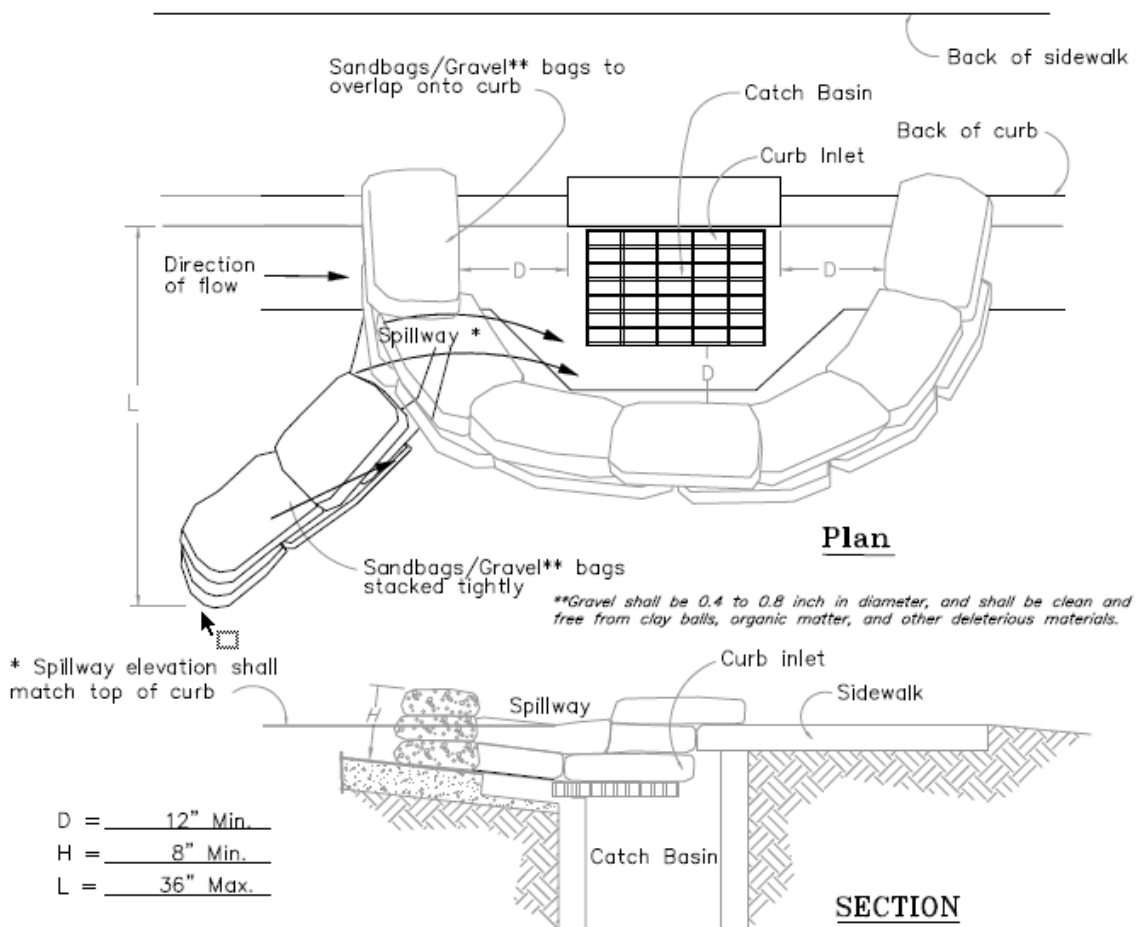 Back of sidewalk
Sandbags/Gravel** bags to
overlap onto curb
Catch Basin
Back of curb
Curb Inlet
Direction
of flow
D
D
Spillway *
D
L
Plan
Sandbags/Gravel** bags
stacked tightly
**Gravel shall be 0.4 to 0.8 inch in diameter, and shall be clean and
free from clay balls, organic matter, and other deleterious materials.
* Spillway elevation shall
match top of curb
Curb inlet
Sidewalk
Spillway
H
D = 12" Min.
H = 8" Min.
L = 36" Max.
Catch Basin
SECTION